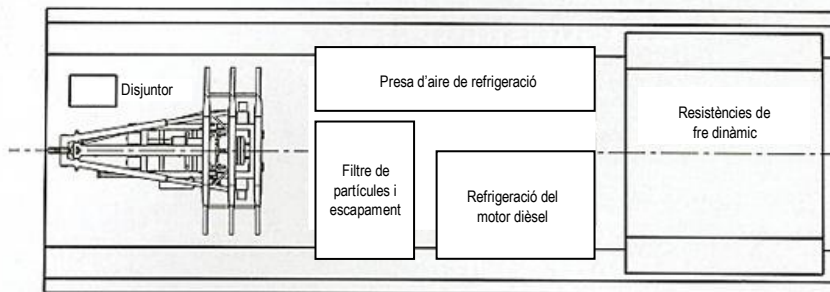 Disjuntor
Presa d'aire de refrigeració
Resistències de
fre dinàmic
Filtre de
partícules i
escapament
Refrigeració del
motor dièsel